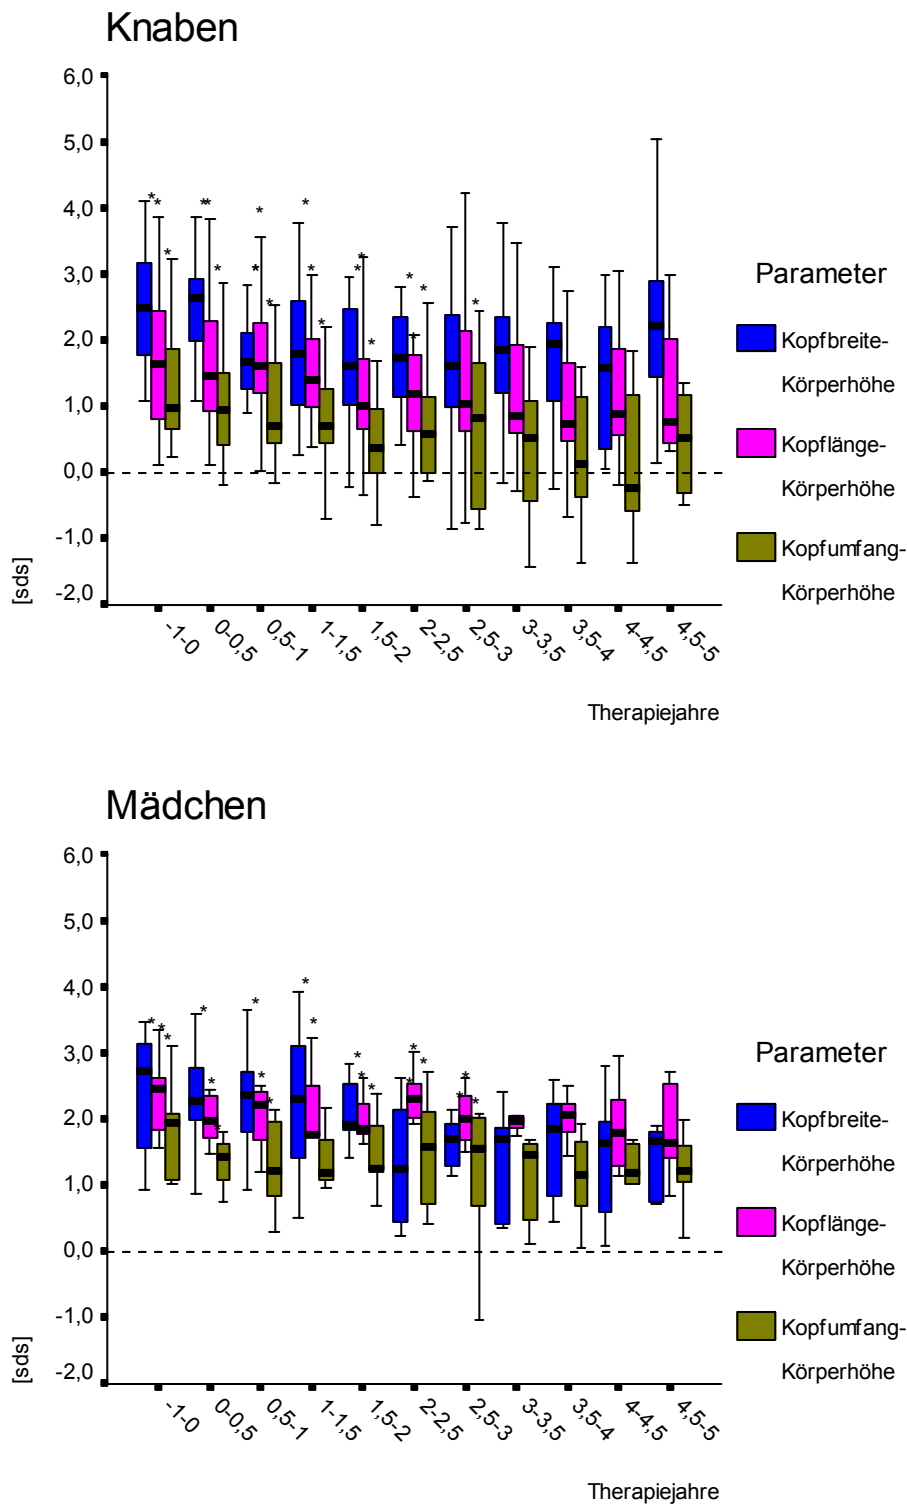 Knaben
6,0
5,0
4,0
3,0
2,0
1,0
0,0
-1,0
-2,0
[sds]
* * * ** * * * * * * * * * * * * * * *
-1-0
0-0,5
0,5-1
1-1,5
1,5-2
2-2,5
2,5-3
3-3,5
3,5-4
4-4,5
4,5-5
Therapiejahre
Parameter
Kopfbreite-
Körperhöhe
Kopflänge-
Körperhöhe
Kopfumfang-
Körperhöhe
Mädchen
6,0
5,0
4,0
3,0
2,0
1,0
0,0
-1,0
-2,0
[sds]
-1-0
0-0,5
0,5-1
1-1,5
1,5-2
2-2,5
2,5-3
3-3,5
3,5-4
4-4,5
4,5-5
Therapiejahre
Parameter
Kopfbreite-
Körperhöhe
Kopflänge-
Körperhöhe
Kopfumfang-
Körperhöhe